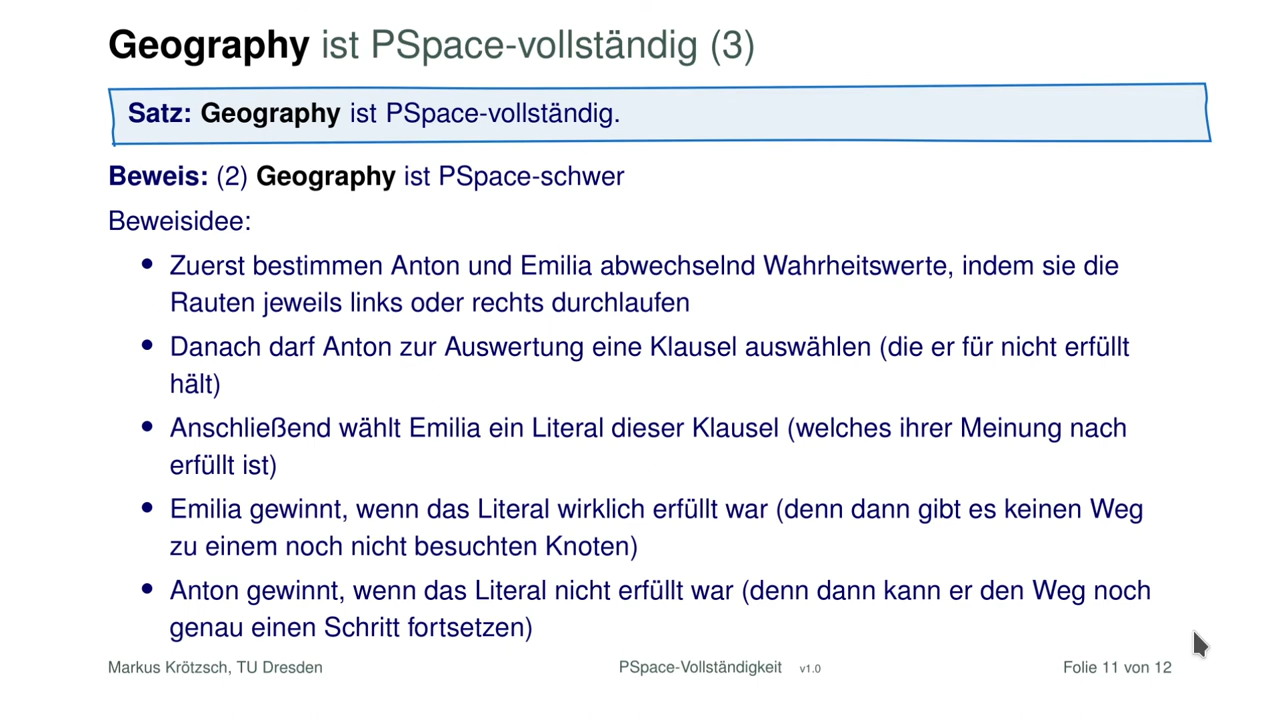 Geography ist PSpace-vollständig (3)
Satz: Geography ist PSpace-vollständig.
Beweis: (2) Geography ist PSpace-schwer
Beweisidee:
• Zuerst bestimmen Anton und Emilia abwechselnd Wahrheitswerte, indem sie die
Rauten jeweils links oder rechts durchlaufen
• Danach darf Anton zur Auswertung eine Klausel auswählen (die er für nicht erfüllt
hält)
• Anschließend wählt Emilia ein Literal dieser Klausel (welches ihrer Meinung nach
erfüllt ist)
• Emilia gewinnt, wenn das Literal wirklich erfüllt war (denn dann gibt es keinen Weg
zu einem noch nicht besuchten Knoten)
• Anton gewinnt, wenn das Literal nicht erfüllt war (denn dann kann er den Weg noch
genau einen Schritt fortsetzen)
Markus Krötzsch, TU Dresden PSpace-Vollständigkeit v1.0 Folie 11 von 12